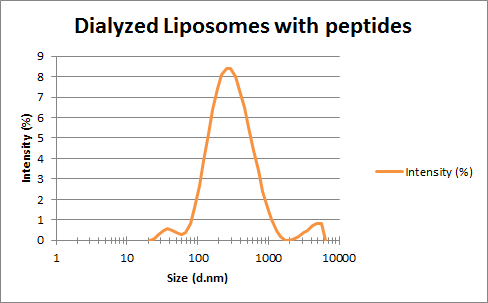 Dialyzed Liposomes with peptides
9
8
7
6
5
4
3
2
1
0
Intensity (%)
1 10 100 1000 10000
Size (d.nm)
Intensity (%)